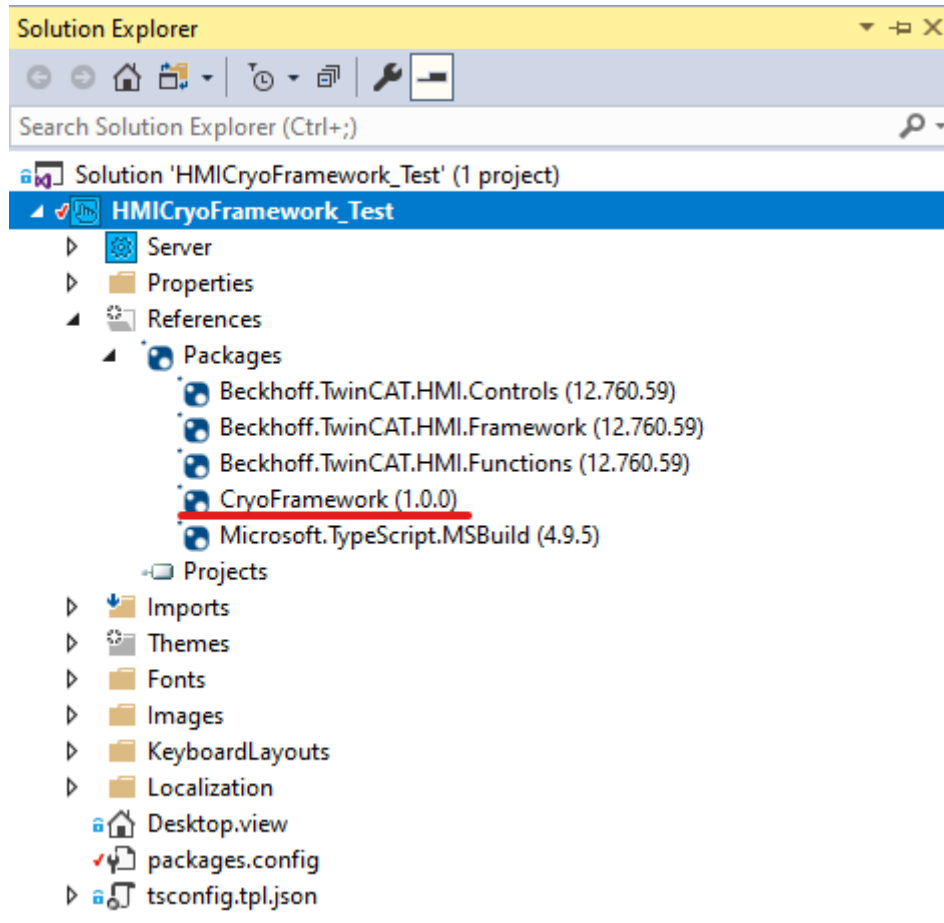 Solution Explorer
Search Solution Explorer (Ctrl+;)
Solution 'HMICryoFramework_Test' (1 project)
HMICryoFramework_Test
Server
Properties
References
Packages
Beckhoff.TwinCAT.HMI.Controls (12.760.59)
Beckhoff.TwinCAT.HMI.Framework (12.760.59)
Beckhoff.TwinCAT.HMI.Functions (12.760.59)
CryoFramework (1.0.0)
Microsoft.TypeScript.MSBuild (4.9.5)
Projects
Imports
Themes
Fonts
Images
KeyboardLayouts
Localization
Desktop.view
packages.config
tsconfig.tpl.json